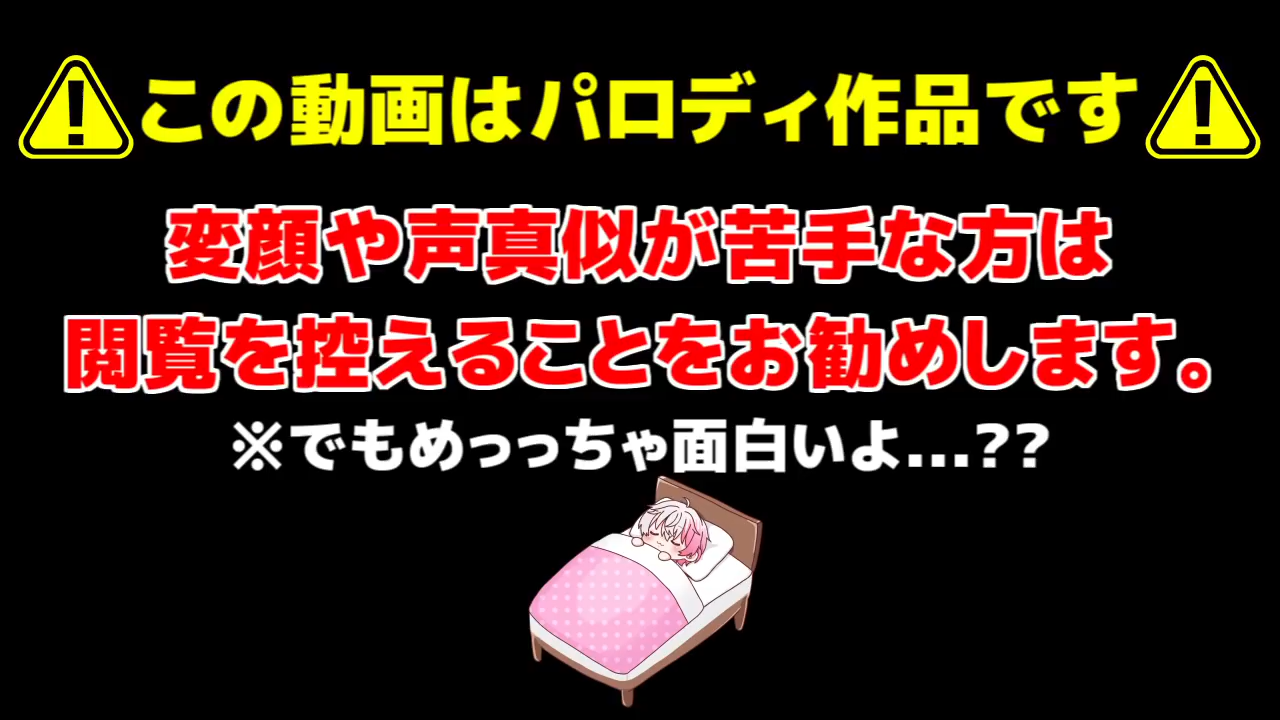 この動画はパロディ作品です
変顔や声真似が苦手な方は
閲覧を控えることをお勧めします。
※でもめっっちゃ面白いよ...??